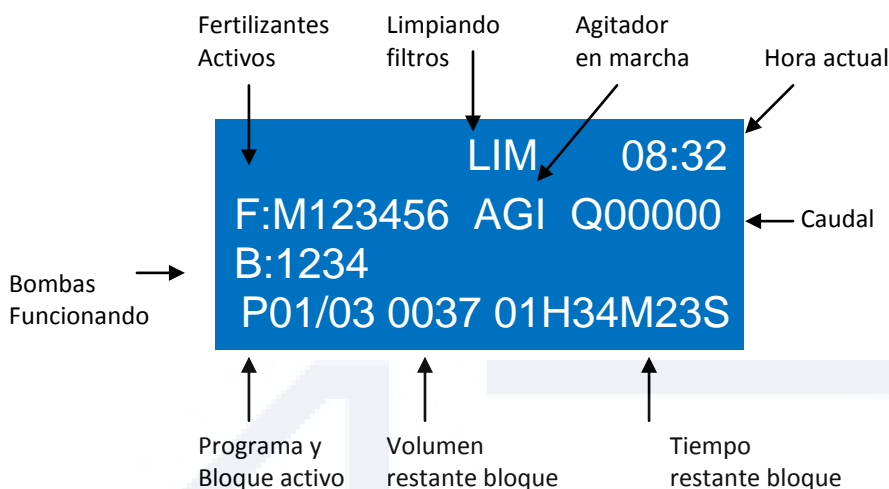 Fertilizantes
Activos
Limpiando
filtros
Agitador
en marcha
Hora actual
LIM 08:32
F:M123456 AGI Q00000
Caudal
B:1234
Bombas
Funcionando
P01/03 0037 01H34M23S
Programa y
Bloque activo
Volumen
restante bloque
Tiempo
restante bloque